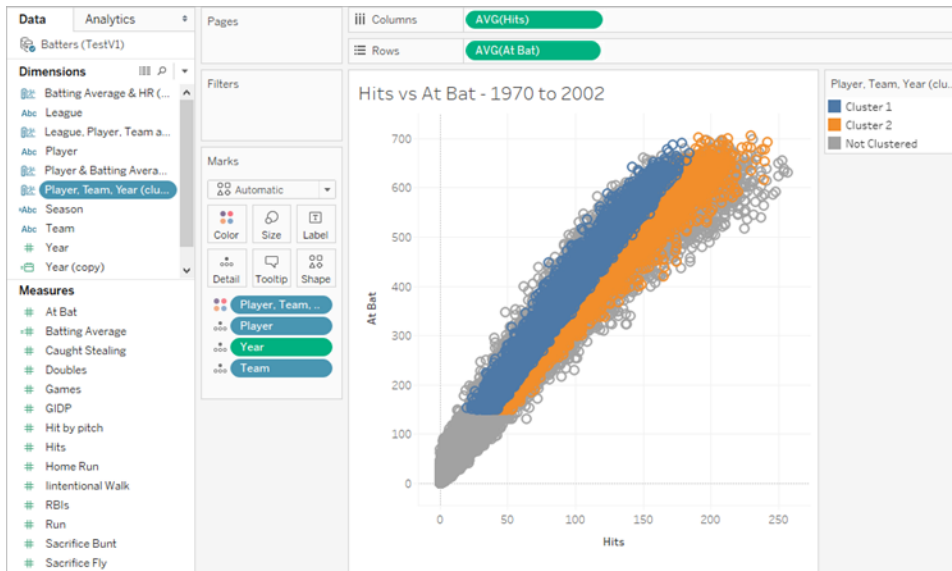 Data
Analytics
Batters (TestV1)
Dimensions
Batting Average & HR (...
Abc League
League, Player, Team a...
Abc Player
Player & Batting Avera...
Player, Team, Year (clu...
Abc Season
Abc Team
# Year
Year (copy)
Measures
# At Bat
# Batting Average
# Caught Stealing
# Doubles
# Games
# GIDP
# Hit by pitch
# Hits
# Home Run
# Iintentional Walk
# RBIs
# Run
# Sacrifice Bunt
# Sacrifice Fly
Pages
Filters
Marks
Automatic
Color
Size
T
Label
Detail
Tooltip
Shape
Player, Team, ..
Player
Year
Team
Columns
AVG(Hits)
Rows
AVG(At Bat)
Hits vs At Bat - 1970 to 2002
At Bat
700
600
500
400
300
200
100
0
0 50 100 150 200 250
Hits
Player, Team, Year (clu...
Cluster 1
Cluster 2
Not Clustered